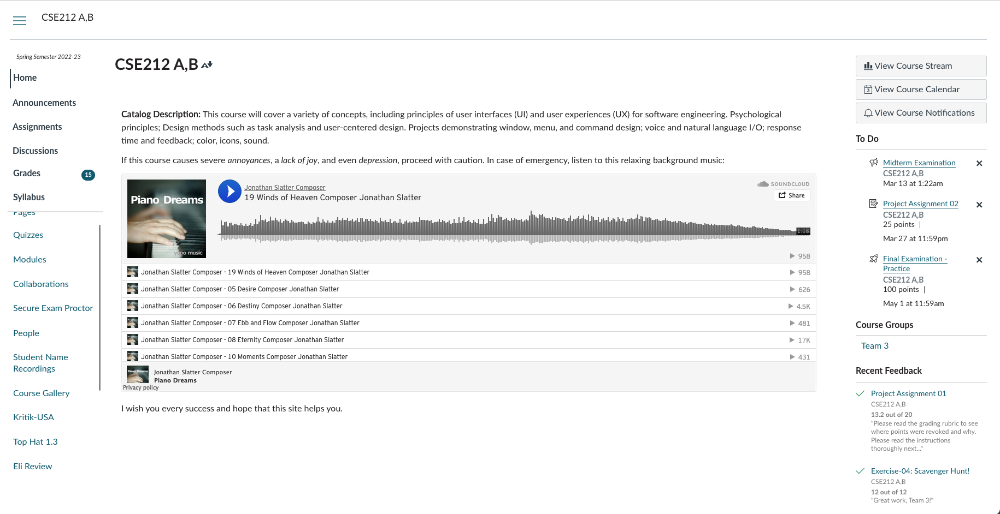 CSE212 A,B
Spring Semester 2022-23
Home
Announcements
Assignments
Discussions
Grades
15
Syllabus
Pages
Quizzes
Modules
Collaborations
Secure Exam Proctor
People
Student Name
Recordings
Course Gallery
Kritik-USA
Top Hat 1.3
Eli Review
CSE212 A,B
Catalog Description: This course will cover a variety of concepts, including principles of user interfaces (UI) and user experiences (UX) for software engineering. Psychological
principles; Design methods such as task analysis and user-centered design. Projects demonstrating window, menu, and command design; voice and natural language I/O; response
time and feedback; color, icons, sound.
If this course causes severe annoyances, a lack of joy, and even depression, proceed with caution. In case of emergency, listen to this relaxing background music:
Piano Dreams
yoyo music
Jonathan Slatter Composer
19 Winds of Heaven Composer Jonathan Slatter
SOUNDCLOUD
Share
1:18
958
Jonathan Slatter Composer - 19 Winds of Heaven Composer Jonathan Slatter
958
Jonathan Slatter Composer - 05 Desire Composer Jonathan Slatter
626
Jonathan Slatter Composer - 06 Destiny Composer Jonathan Slatter
4.5K
Jonathan Slatter Composer - 07 Ebb and Flow Composer Jonathan Slatter
481
Jonathan Slatter Composer - 08 Eternity Composer Jonathan Slatter
17K
Jonathan Slatter Composer - 10 Moments Composer Jonathan Slatter
431
Piano Dreams
Jonathan Slatter Composer
Piano Dreams
Privacy policy
I wish you every success and hope that this site helps you.
View Course Stream
3
View Course Calendar
View Course Notifications
To Do
Midterm Examination
CSE212 A,B
Mar 13 at 1:22am
Project Assignment 02
CSE212 A,B
25 points |
Mar 27 at 11:59pm
Final Examination -
Practice
CSE212 A,B
100 points |
May 1 at 11:59am
Course Groups
Team 3
Recent Feedback
Project Assignment 01
CSE212 A,B
13.2 out of 20
"Please read the grading rubric to see
where points were revoked and why.
Please read the instructions
thoroughly next..."
Exercise-04: Scavenger Hunt!
CSE212 A,B
12 out of 12
"Great work, Team 3!"